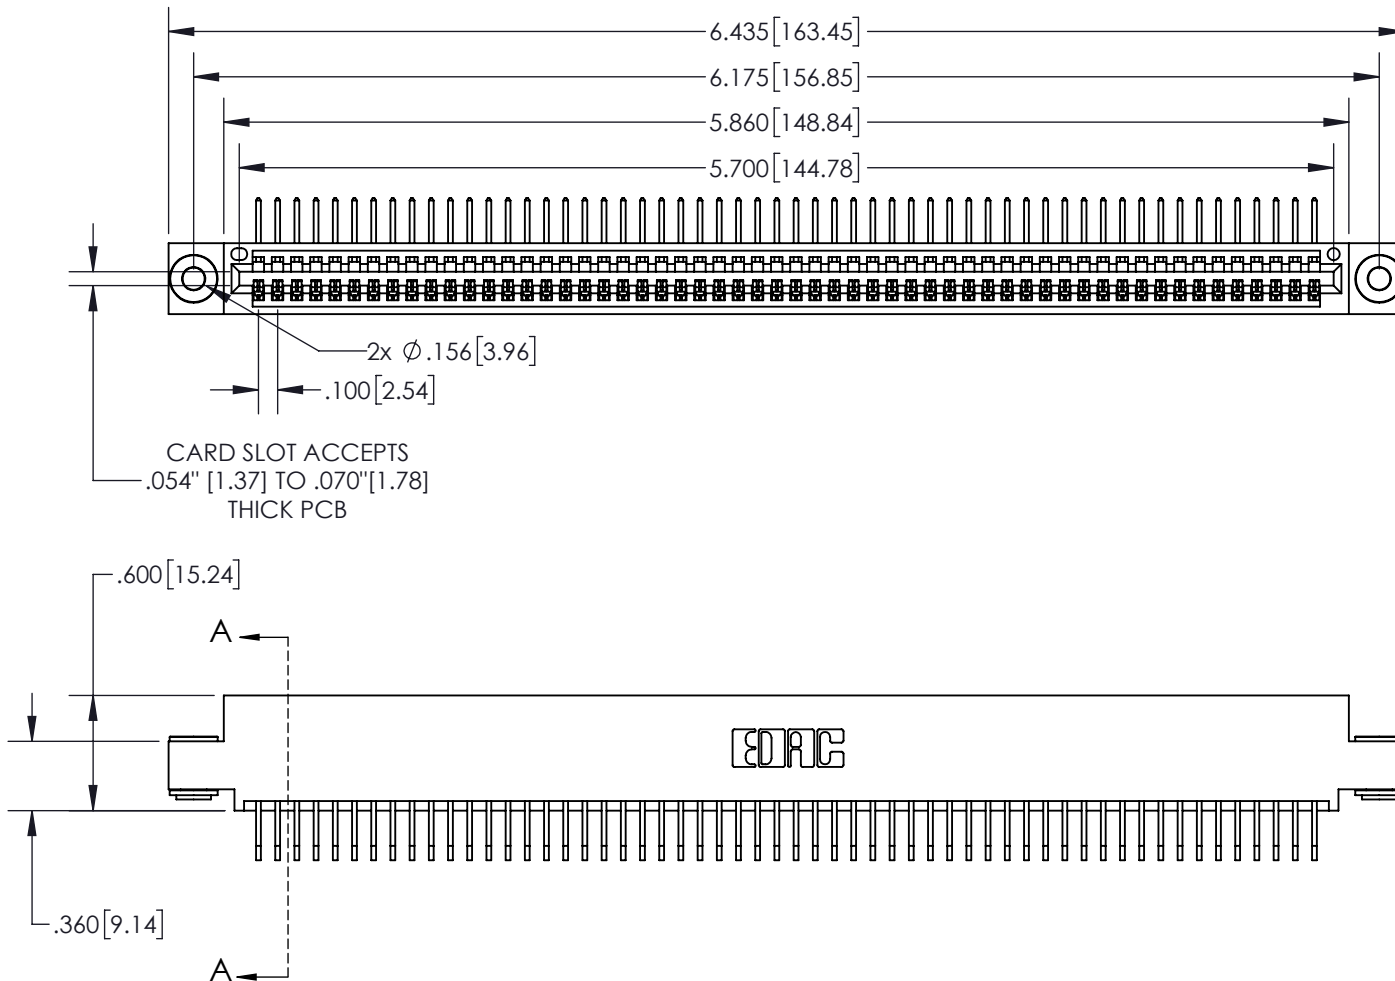 6.435[163.45]
6.175[156.85]
5.860[148.84]
5.700[144.78]
2x Ø.156[3.96]
.100[2.54]
CARD SLOT ACCEPTS
.054" [1.37] TO .070"[1.78]
THICK PCB
.600[15.24]
A
EDAC
.360[9.14]
A